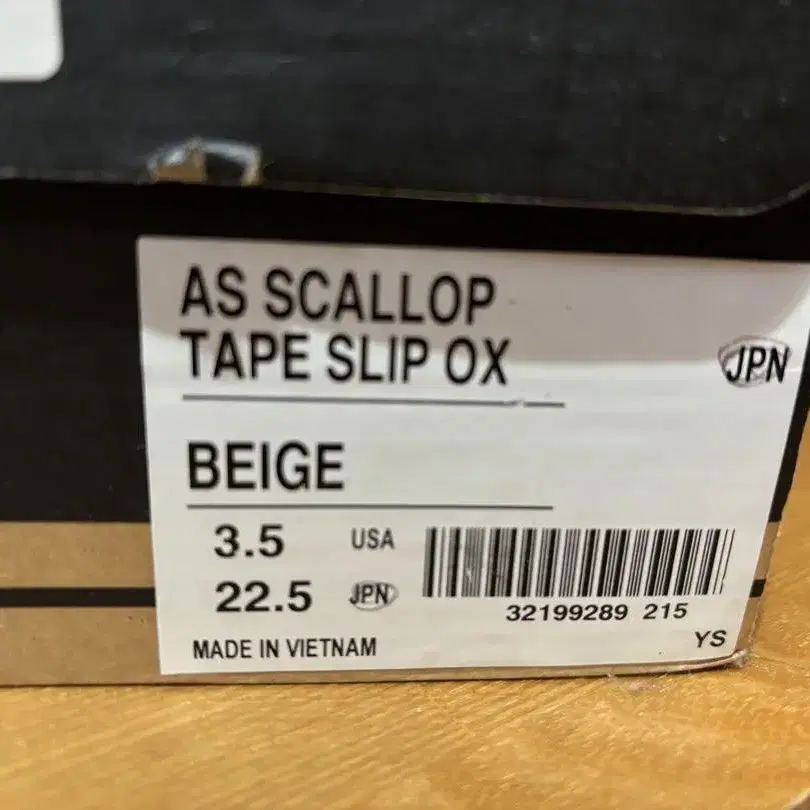 AS SCALLOP
TAPE SLIP OX
JPN
BEIGE
3.5 USA
22.5 JPN
32199289 215
MADE IN VIETNAM
YS